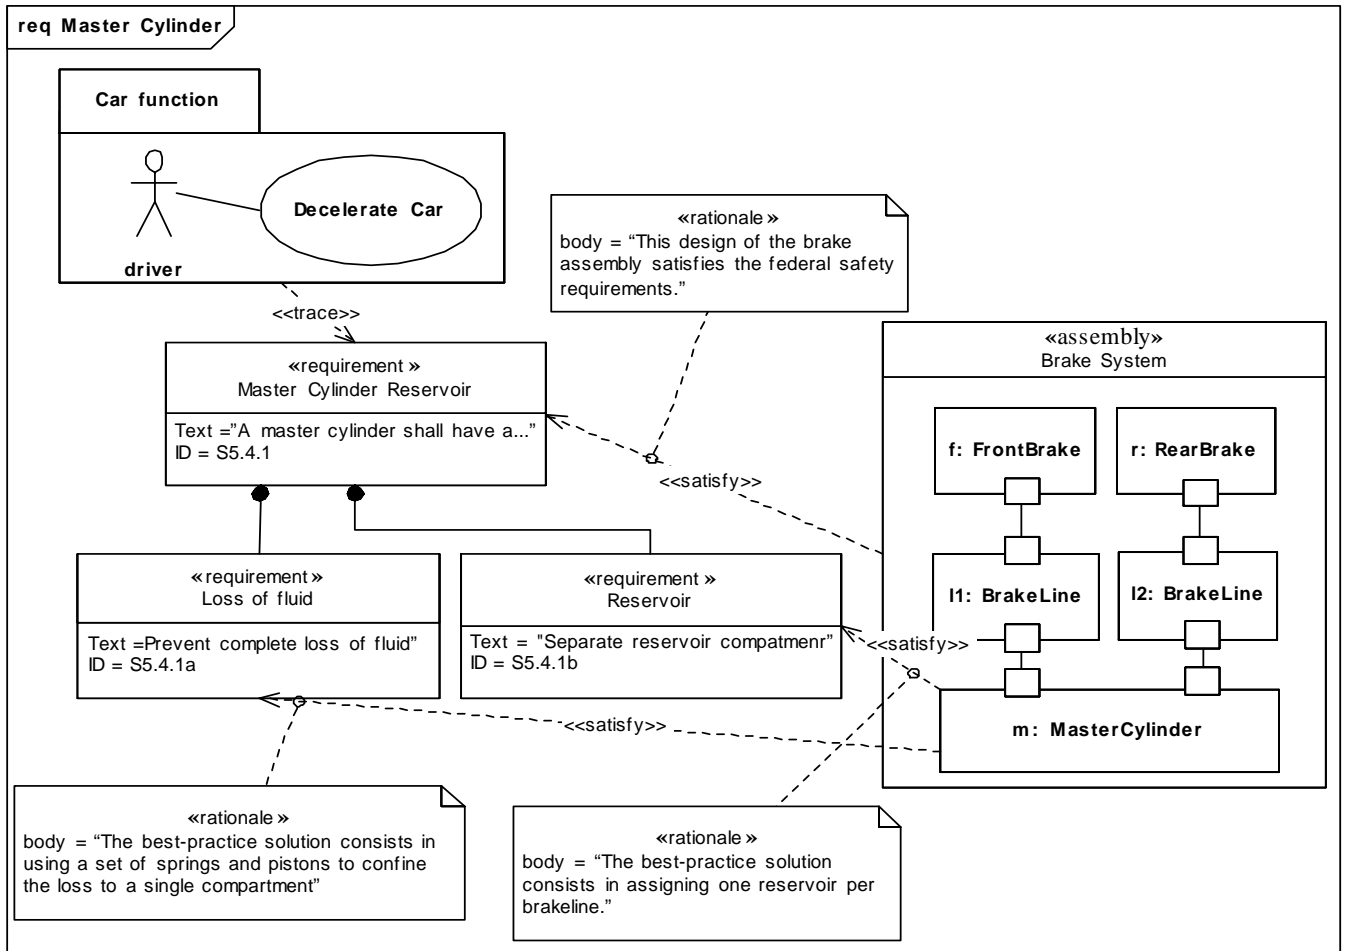 req Master Cylinder
Car function
Decelerate Car
driver
<<trace>>
«rationale»
body = “This design of the brake
assembly satisfies the federal safety
requirements.”
«requirement»
Master Cylinder Reservoir
Text =”A master cylinder shall have a...”
ID = S5.4.1
<<satisfy>>
«assembly»
Brake System
f: FrontBrake
r: RearBrake
l1: BrakeLine
l2: BrakeLine
m: MasterCylinder
«requirement»
Loss of fluid
Text =Prevent complete loss of fluid”
ID = S5.4.1a
«requirement»
Reservoir
Text = "Separate reservoir compatmenr”
ID = S5.4.1b
<<satisfy>>
<<satisfy>>
«rationale»
body = “The best-practice solution consists in
using a set of springs and pistons to confine
the loss to a single compartment”
«rationale»
body = “The best-practice solution
consists in assigning one reservoir per
brakeline.”